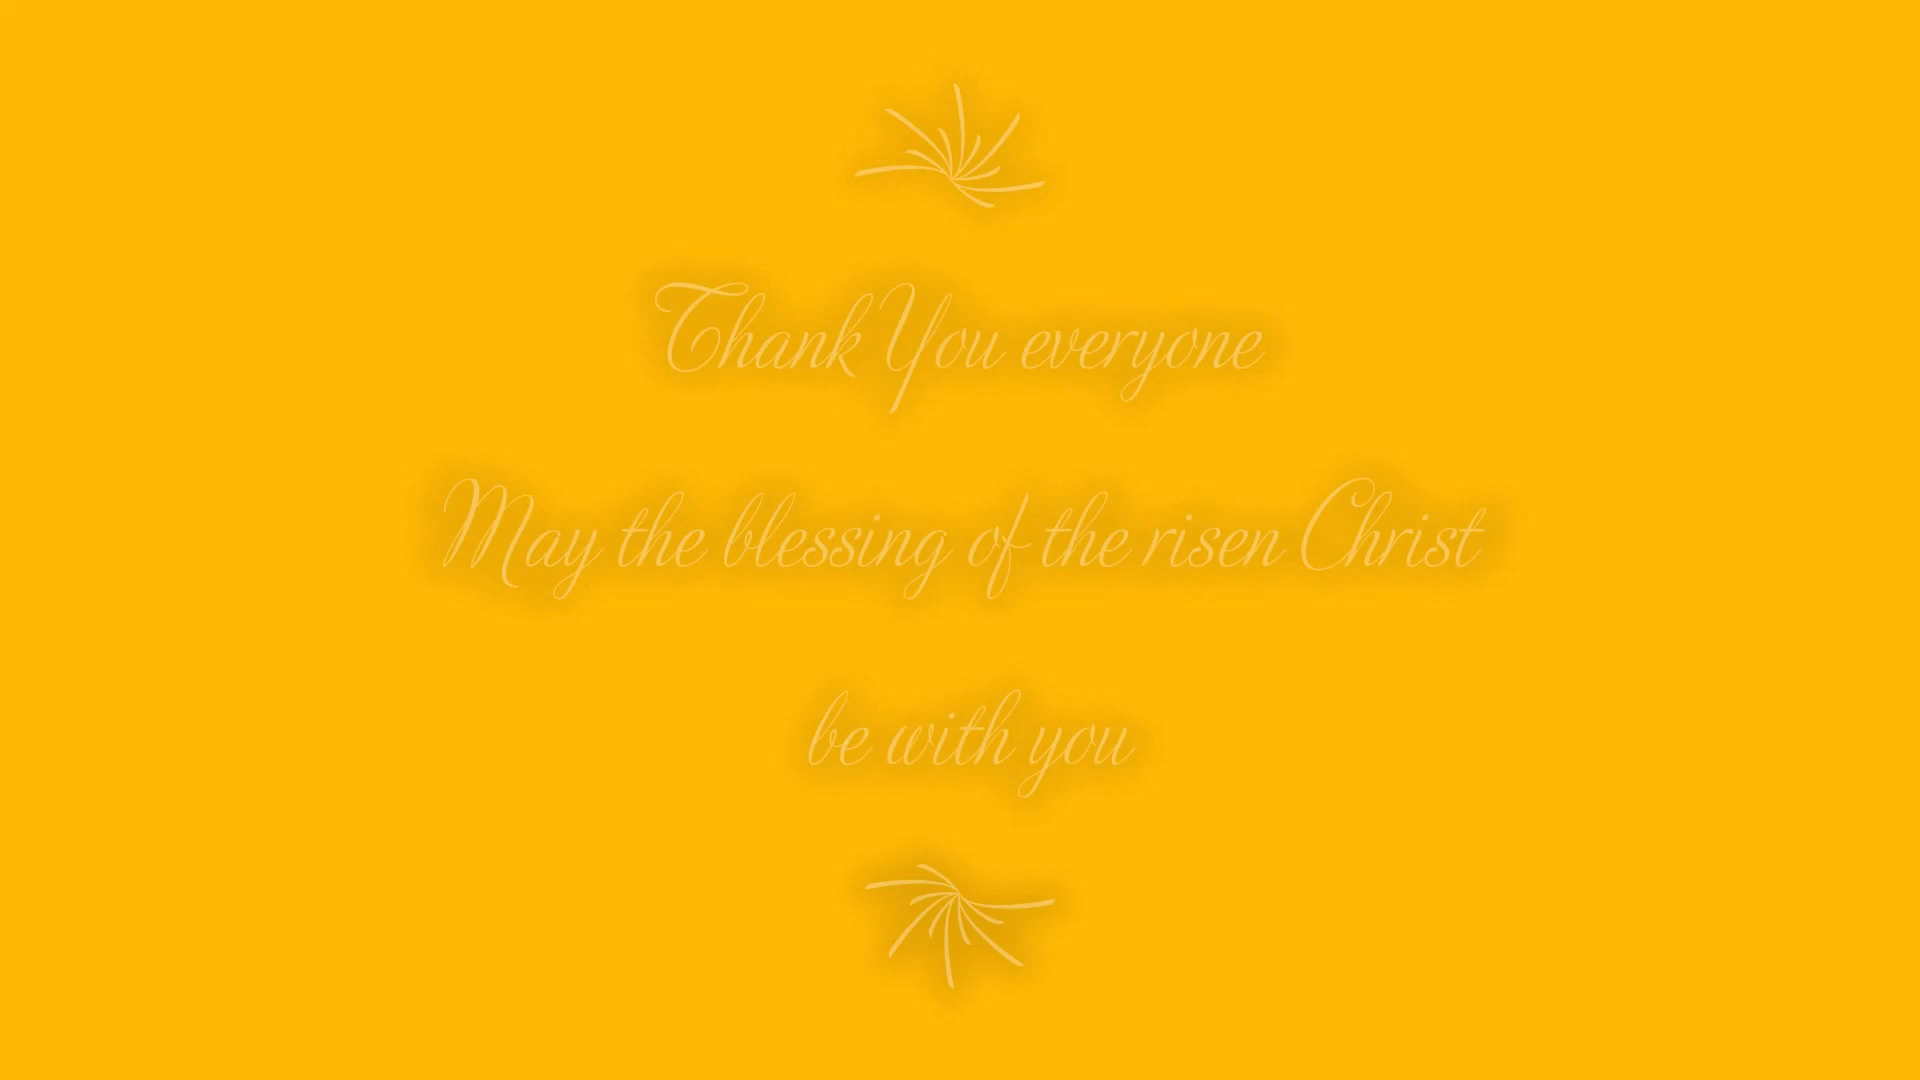 Thank You everyone
May the blessing of the risen Christ
be with you